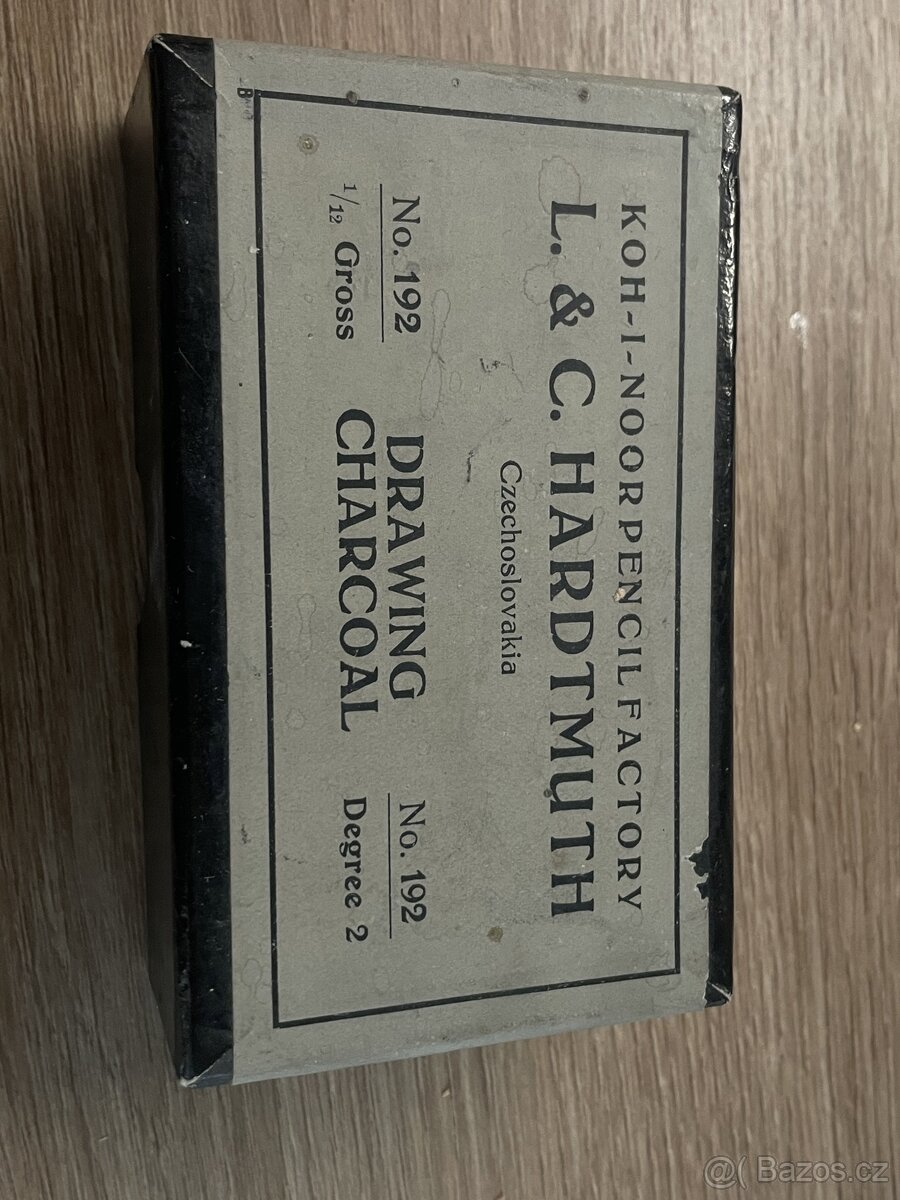 KOH-I-NOOR PENCIL FACTORY
L. & C. HARDTMUTH
Czechoslovakia
No. 192
1/12 Gross
DRAWING
CHARCOAL
No. 192
Degree 2
@( Bazos.cz